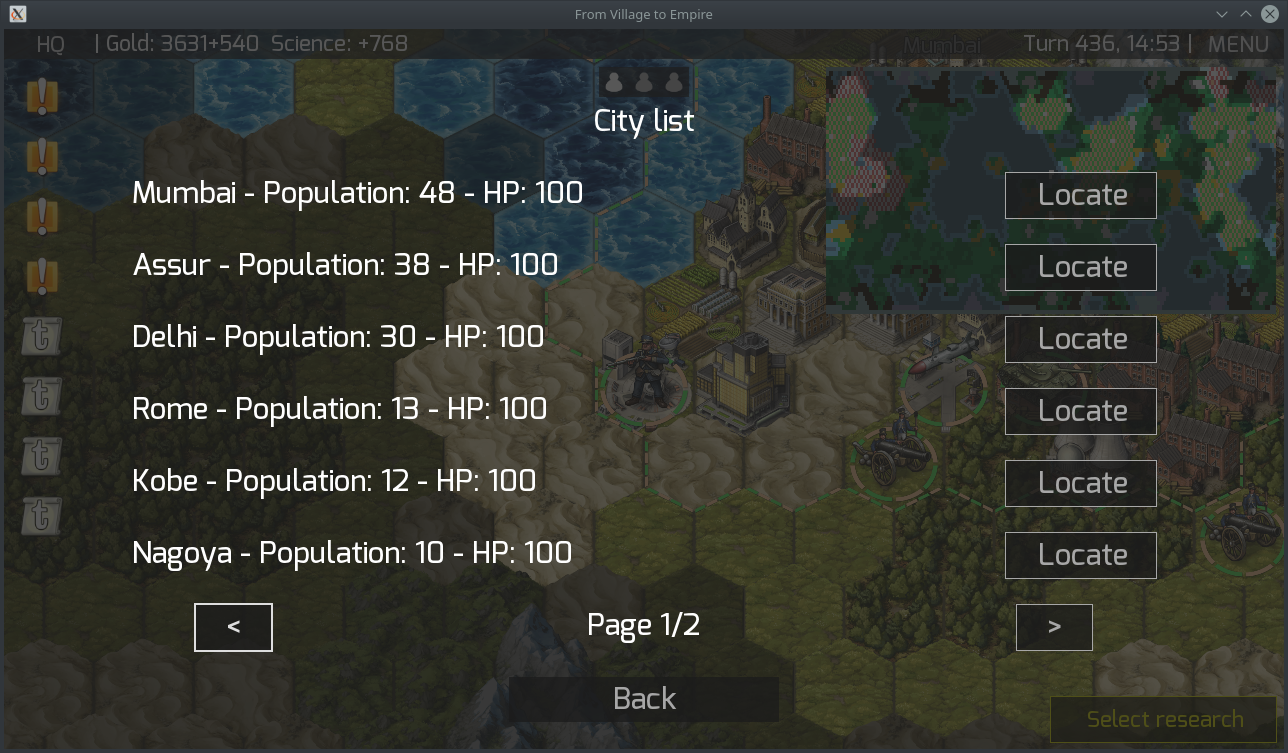 From Village to Empire
HQ | Gold: 3631+540 Science: +768 Mumbai Turn 436, 14:53 | MENU
City list
Mumbai - Population: 48 - HP: 100 Locate
Assur - Population: 38 - HP: 100 Locate
Delhi - Population: 30 - HP: 100 Locate
Rome - Population: 13 - HP: 100 Locate
Kobe - Population: 12 - HP: 100 Locate
Nagoya - Population: 10 - HP: 100 Locate
< Page 1/2 >
Back
Select research